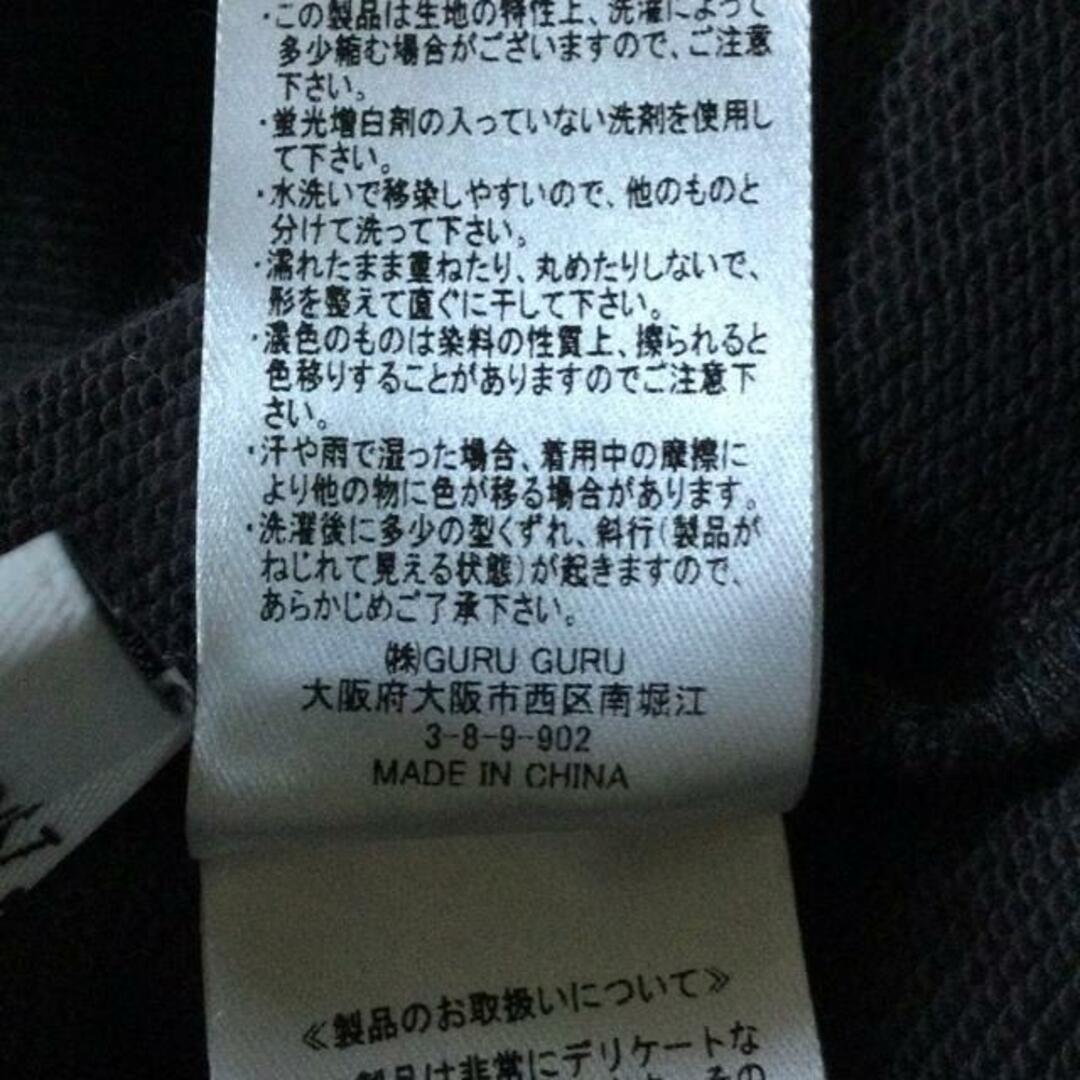 ・この製品は生地の特性上、洗濯によって
多少縮む場合がございますので、ご注意
下さい。
・蛍光増白剤の入っていない洗剤を使用し
て下さい。
・水洗いで移染しやすいので、他のものと
分けて洗って下さい。
・濡れたまま重ねたり、丸めたりしないで、
形を整えて直ぐに干して下さい。
・濃色のものは染料の性質上、擦られると
色移りすることがありますのでご注意下
さい。
・汗や雨で湿った場合、着用中の摩擦に
より他の物に色が移る場合があります。
・洗濯後に多少の型くずれ、斜行(製品が
ねじれて見える状態)が起きますので、
あらかじめご了承下さい。
㈱GURU GURU
大阪府大阪市西区南堀江
3-8-9-902
MADE IN CHINA
≪製品のお取扱いについて≫
製品は非常にデリケートな